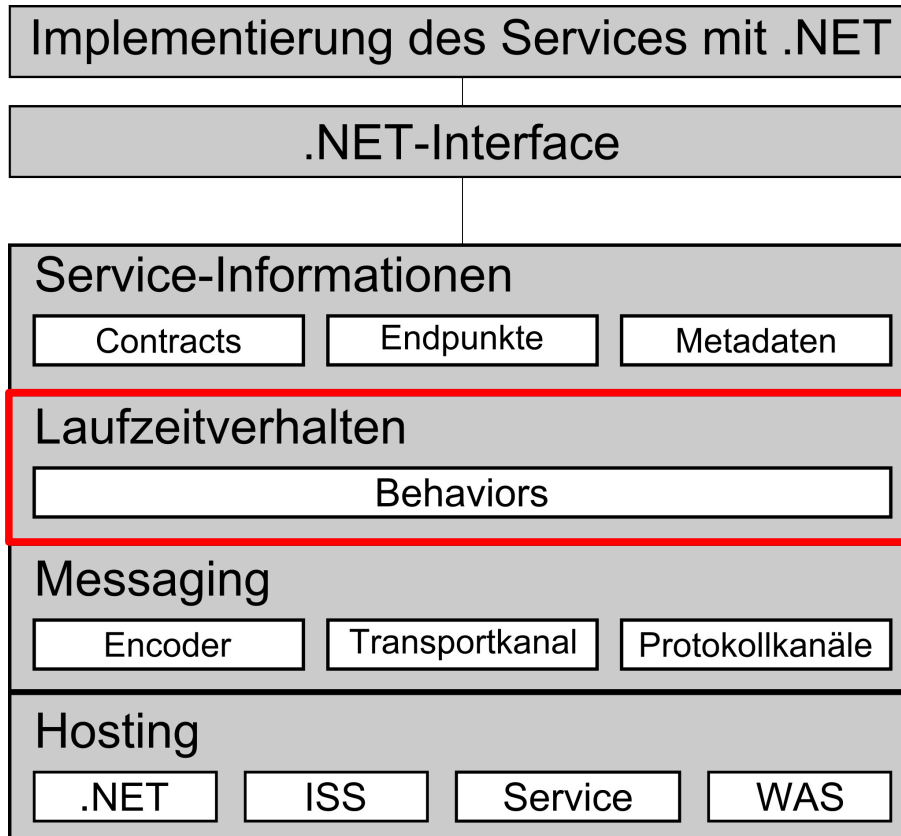 Implementierung des Services mit .NET
.NET-Interface
Service-Informationen
Contracts Endpunkte Metadaten
Laufzeitverhalten
Behaviors
Messaging
Encoder Transportkanal Protokollkanäle
Hosting
.NET ISS Service WAS